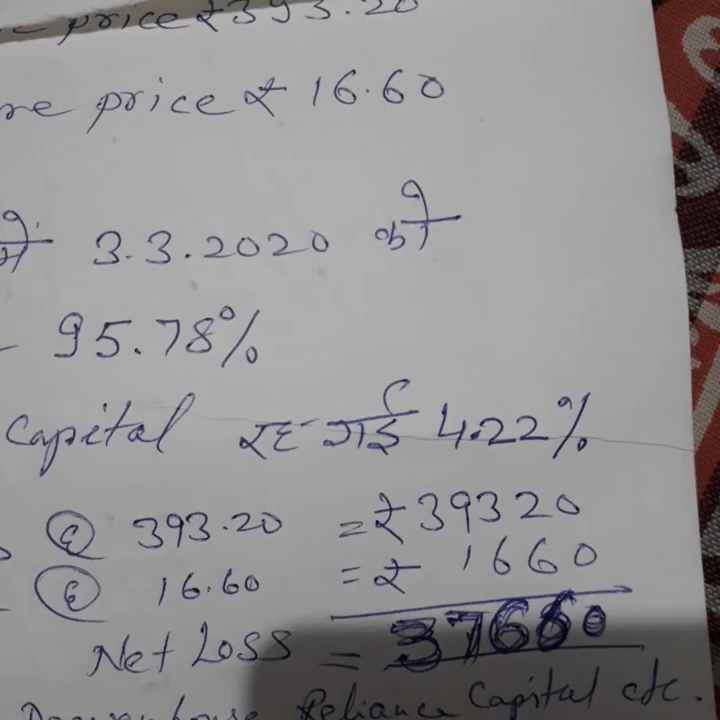 price ₹ 393.20
re price ₹ 16.60
में 3.3.2020 को
- 95.78%
Capital रह गई 4.22%
@ 393.20 = ₹ 39320
@ 16.60 = ₹ 1660
Net Loss = 37660
Reliance Capital etc.